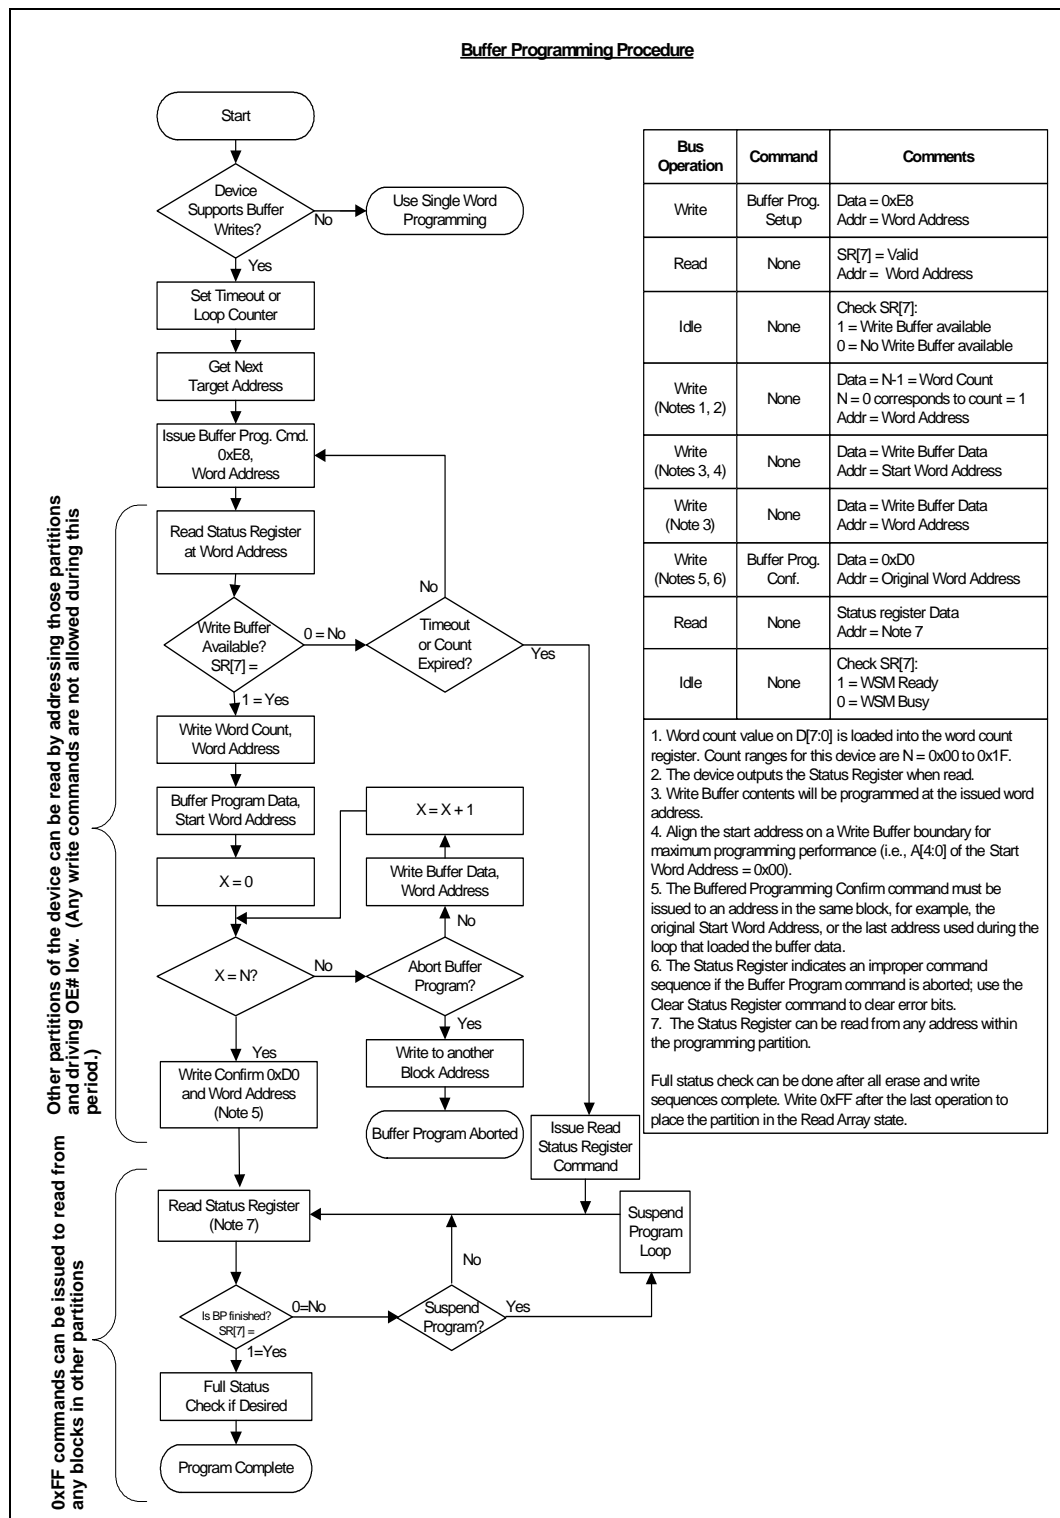 Buffer Programming Procedure
Start
Device
Supports Buffer
Writes?
No
Use Single Word
Programming
Yes
Set Timeout or
Loop Counter
Get Next
Target Address
Issue Buffer Prog. Cmd.
0xE8,
Word Address
Read Status Register
at Word Address
No
Write Buffer
Available?
SR[7] =
0 = No
Timeout
or Count
Expired?
Yes
1 = Yes
Write Word Count,
Word Address
Buffer Program Data,
Start Word Address
X = X + 1
X = 0
Write Buffer Data,
Word Address
No
X = N?
No
Abort Buffer
Program?
Yes
Yes
Write Confirm 0xD0
and Word Address
(Note 5)
Write to another
Block Address
Buffer Program Aborted
Issue Read
Status Register
Command
Read Status Register
(Note 7)
Suspend
Program
Loop
No
Is BP finished?
SR[7] =
0=No
Suspend
Program?
Yes
1=Yes
Full Status
Check if Desired
Program Complete
Other partitions of the device can be read by addressing those partitions
and driving OE# low. (Any write commands are not allowed during this
period.)
0xFF commands can be issued to read from
any blocks in other partitions
Bus
Operation
Command
Comments
Write
Buffer Prog.
Setup
Data = 0xE8
Addr = Word Address
Read
None
SR[7] = Valid
Addr = Word Address
Idle
None
Check SR[7]:
1 = Write Buffer available
0 = No Write Buffer available
Write
(Notes 1, 2)
None
Data = N-1 = Word Count
N = 0 corresponds to count = 1
Addr = Word Address
Write
(Notes 3, 4)
None
Data = Write Buffer Data
Addr = Start Word Address
Write
(Note 3)
None
Data = Write Buffer Data
Addr = Word Address
Write
(Notes 5, 6)
Buffer Prog.
Conf.
Data = 0xD0
Addr = Original Word Address
Read
None
Status register Data
Addr = Note 7
Idle
None
Check SR[7]:
1 = WSM Ready
0 = WSM Busy
1. Word count value on D[7:0] is loaded into the word count
register. Count ranges for this device are N = 0x00 to 0x1F.
2. The device outputs the Status Register when read.
3. Write Buffer contents will be programmed at the issued word
address.
4. Align the start address on a Write Buffer boundary for
maximum programming performance (i.e., A[4:0] of the Start
Word Address = 0x00).
5. The Buffered Programming Confirm command must be
issued to an address in the same block, for example, the
original Start Word Address, or the last address used during the
loop that loaded the buffer data.
6. The Status Register indicates an improper command
sequence if the Buffer Program command is aborted; use the
Clear Status Register command to clear error bits.
7. The Status Register can be read from any address within
the programming partition.
Full status check can be done after all erase and write
sequences complete. Write 0xFF after the last operation to
place the partition in the Read Array state.